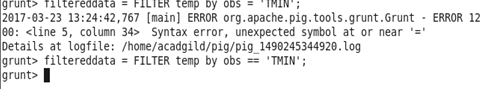 grunt> filtereddata = FILTER temp by obs = 'TMIN';
2017-03-23 13:24:42,767 [main] ERROR org.apache.pig.tools.grunt.Grunt - ERROR 12
00: <line 5, column 34>  Syntax error, unexpected symbol at or near '='
Details at logfile: /home/acadgild/pig/pig_1490245344920.log
grunt> filtereddata = FILTER temp by obs == 'TMIN';
grunt>